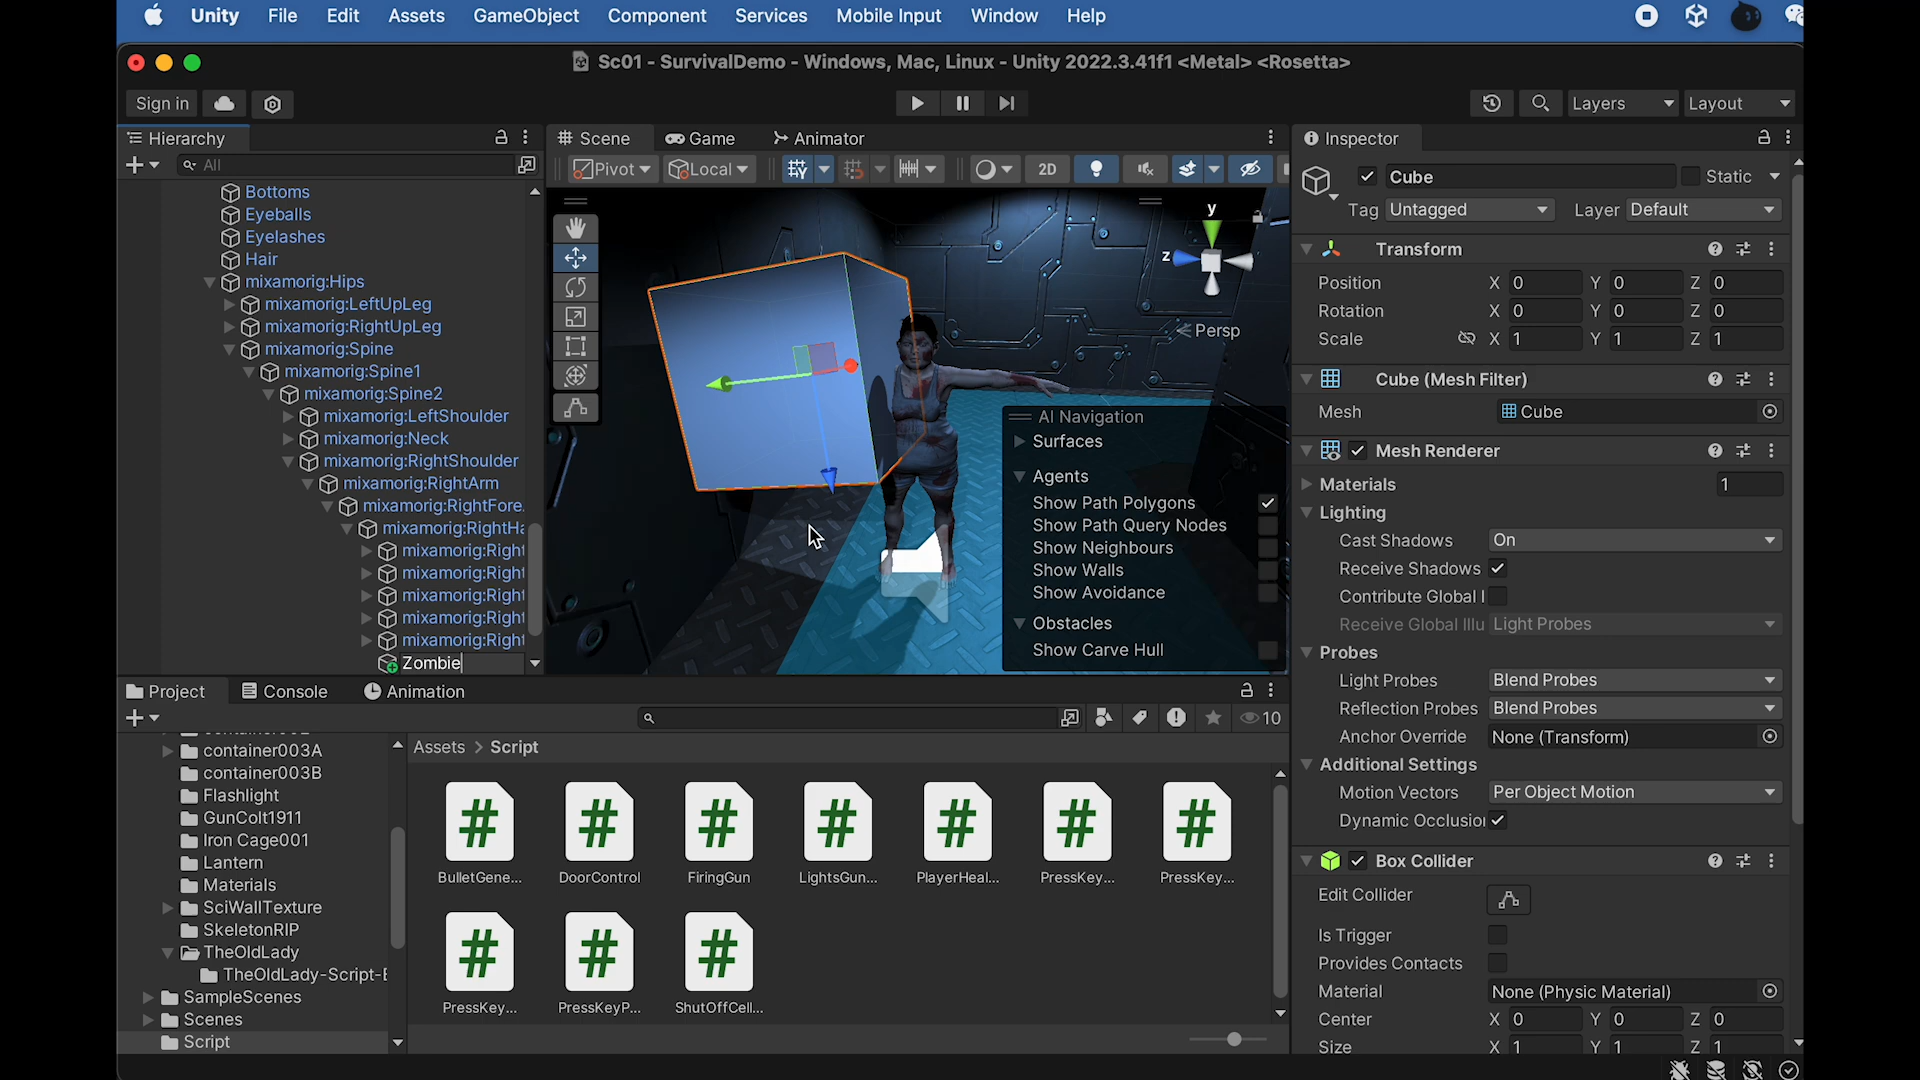 Unity File Edit Assets GameObject Component Services Mobile Input Window Help
Sc01 - SurvivalDemo - Windows, Mac, Linux - Unity 2022.3.41f1 <Metal> <Rosetta>
Sign in
Layers
Layout
Hierarchy
All
Bottoms
Eyeballs
Eyelashes
Hair
mixamorig:Hips
mixamorig:LeftUpLeg
mixamorig:RightUpLeg
mixamorig:Spine
mixamorig:Spine1
mixamorig:Spine2
mixamorig:LeftShoulder
mixamorig:Neck
mixamorig:RightShoulder
mixamorig:RightArm
mixamorig:RightFore
mixamorig:RightHa
mixamorig:Right
mixamorig:Right
mixamorig:Right
mixamorig:Right
mixamorig:Right
Zombie
Scene
Game
Animator
Pivot
Local
2D
y
z
Persp
AI Navigation
Surfaces
Agents
Show Path Polygons
Show Path Query Nodes
Show Neighbours
Show Walls
Show Avoidance
Obstacles
Show Carve Hull
Inspector
Cube
Static
Tag Untagged
Layer Default
Transform
Position X 0 Y 0 Z 0
Rotation X 0 Y 0 Z 0
Scale X 1 Y 1 Z 1
Cube (Mesh Filter)
Mesh Cube
Mesh Renderer
Materials 1
Lighting
Cast Shadows On
Receive Shadows
Contribute Global I
Receive Global Illu Light Probes
Probes
Light Probes Blend Probes
Reflection Probes Blend Probes
Anchor Override None (Transform)
Additional Settings
Motion Vectors Per Object Motion
Dynamic Occlusion
Box Collider
Edit Collider
Is Trigger
Provides Contacts
Material None (Physic Material)
Center X 0 Y 0 Z 0
Size X 1 Y 1 Z 1
Project
Console
Animation
10
container003A
container003B
Flashlight
GunColt1911
Iron Cage001
Lantern
Materials
SciWallTexture
SkeletonRIP
TheOldLady
TheOldLady-Script-E
SampleScenes
Scenes
Script
Assets > Script
BulletGene...
DoorControl
FiringGun
LightsGun...
PlayerHeal...
PressKey...
PressKey...
PressKey...
PressKeyP...
ShutOffCell...